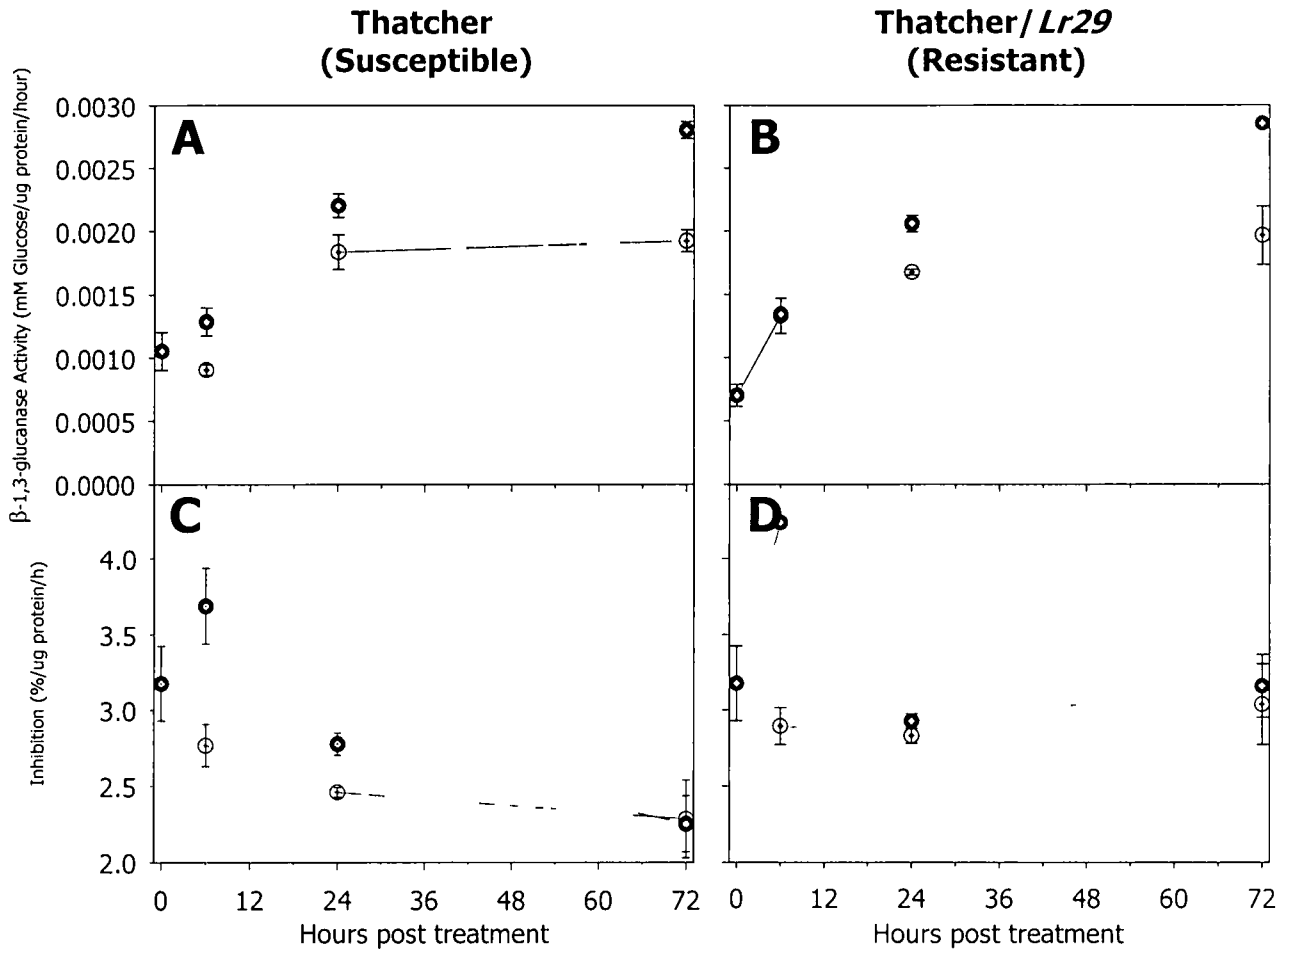 Thatcher
(Susceptible)
Thatcher/Lr29
(Resistant)
β-1,3-glucanase Activity (mM Glucose/ug protein/hour)
0.0030
0.0025
0.0020
0.0015
0.0010
0.0005
0.0000
A
B
Inhibition (%/ug protein/h)
4.0
3.5
3.0
2.5
2.0
C
D
0 12 24 36 48 60 72
0 12 24 36 48 60 72
Hours post treatment
Hours post treatment